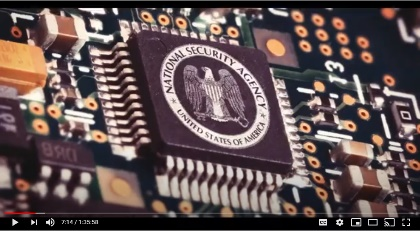 NATIONAL SECURITY AGENCY
UNITED STATES OF AMERICA
7:14 / 1:35:58